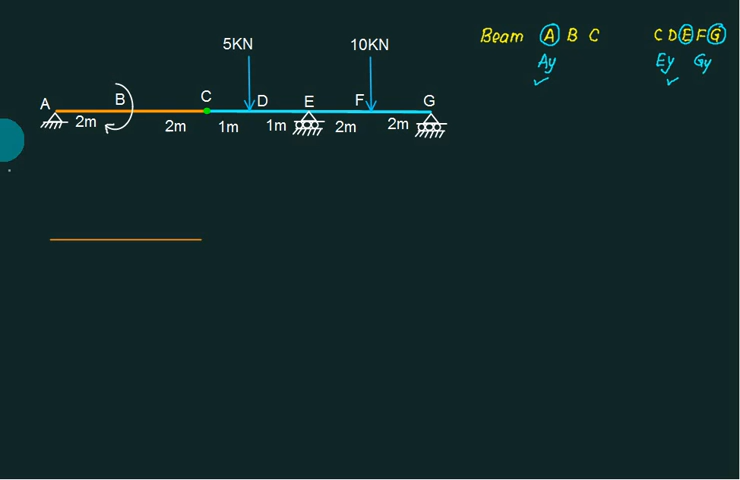 Beam A B C C D E F G
Ay Ey Gy
5KN 10KN
A B C D E F G
2m 2m 1m 1m 2m 2m